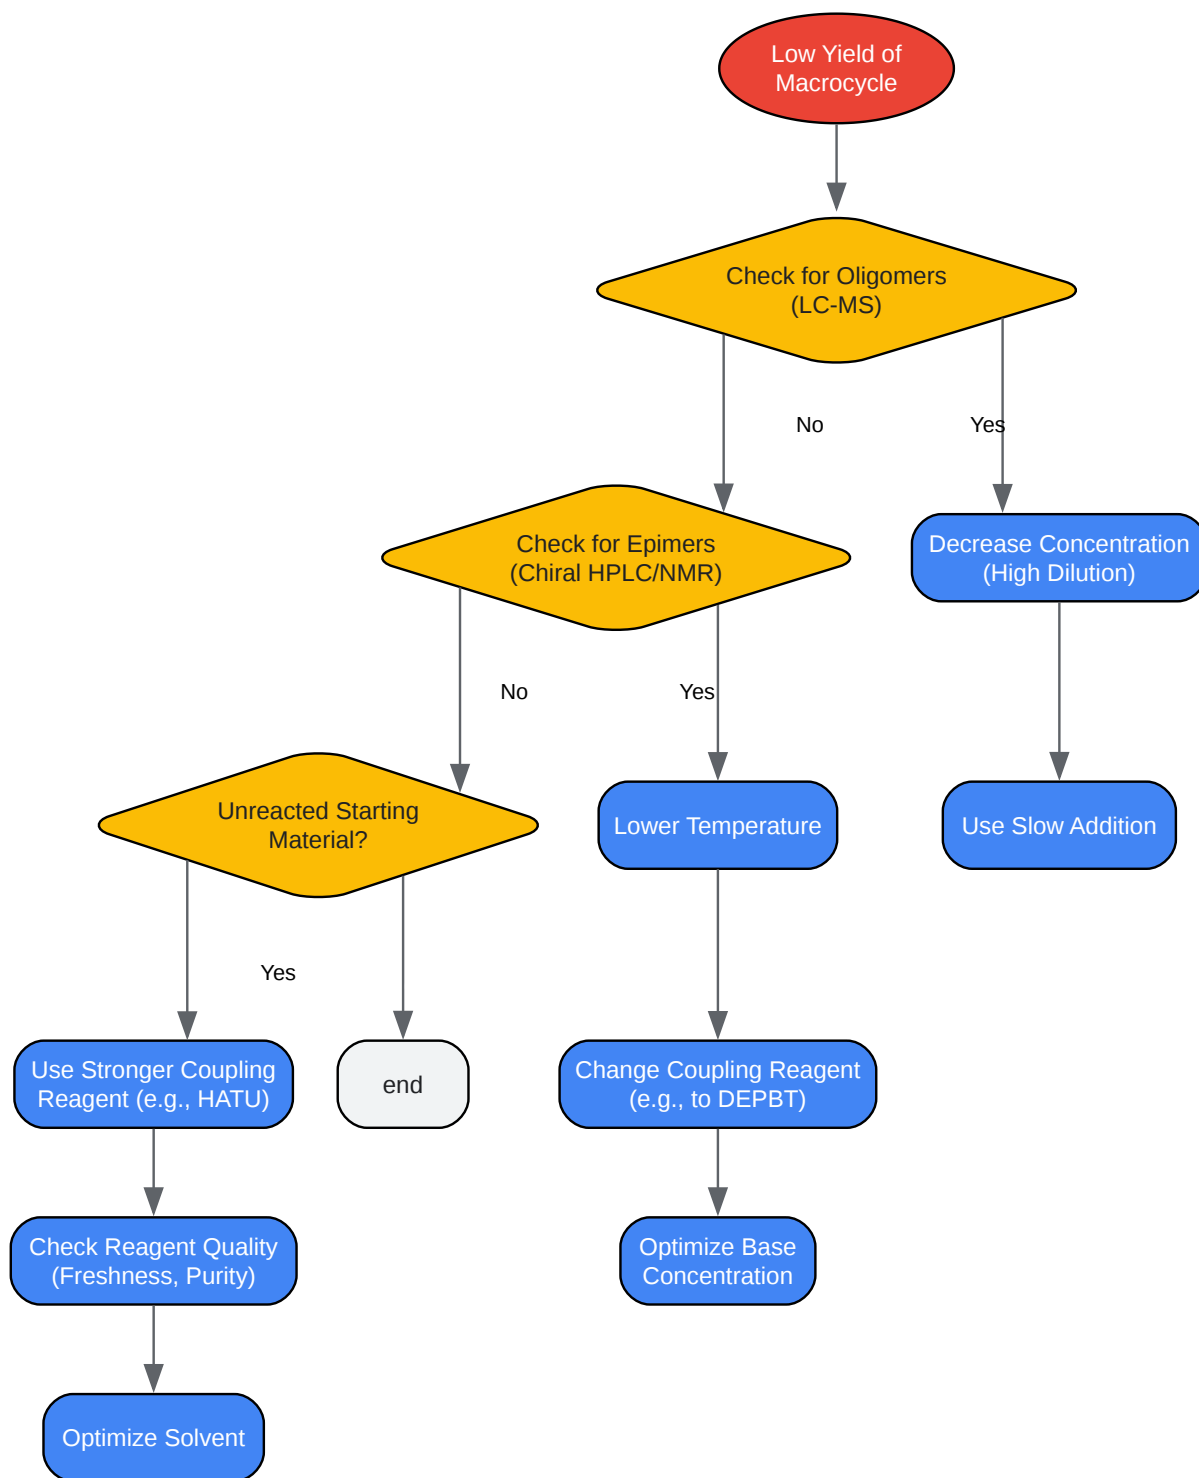 Low Yield of
Macrocycle
Check for Oligomers
(LC-MS)
No
Yes
Check for Epimers
(Chiral HPLC/NMR)
Decrease Concentration
(High Dilution)
No
Yes
Unreacted Starting
Material?
Lower Temperature
Use Slow Addition
Yes
Use Stronger Coupling
Reagent (e.g., HATU)
end
Change Coupling Reagent
(e.g., to DEPBT)
Check Reagent Quality
(Freshness, Purity)
Optimize Base
Concentration
Optimize Solvent